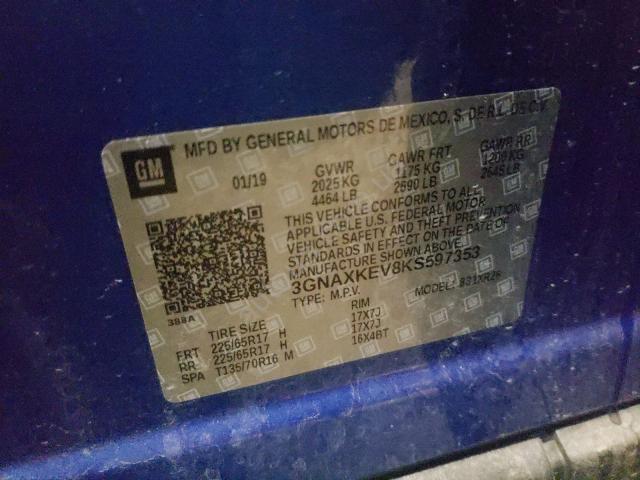 GM
MFD BY GENERAL MOTORS DE MEXICO, S. DE R.L. DE C.V.
01/19
GVWR GAWR FRT GAWR RR
2025 KG 1175 KG 1200 KG
4464 LB 2590 LB 2645 LB
THIS VEHICLE CONFORMS TO ALL
APPLICABLE U.S. FEDERAL MOTOR
VEHICLE SAFETY AND THEFT PREVENTION
STANDARDS IN EFFECT ON THE DATE OF
MANUFACTURE SHOWN ABOVE.
3GNAXKEV8KS597353
TYPE: M.P.V. MODEL:
388A
TIRE SIZE RIM
FRT 225/65R17 H 17X7J
RR 225/65R17 H 17X7J
SPA T135/70R16 M 16X4BT